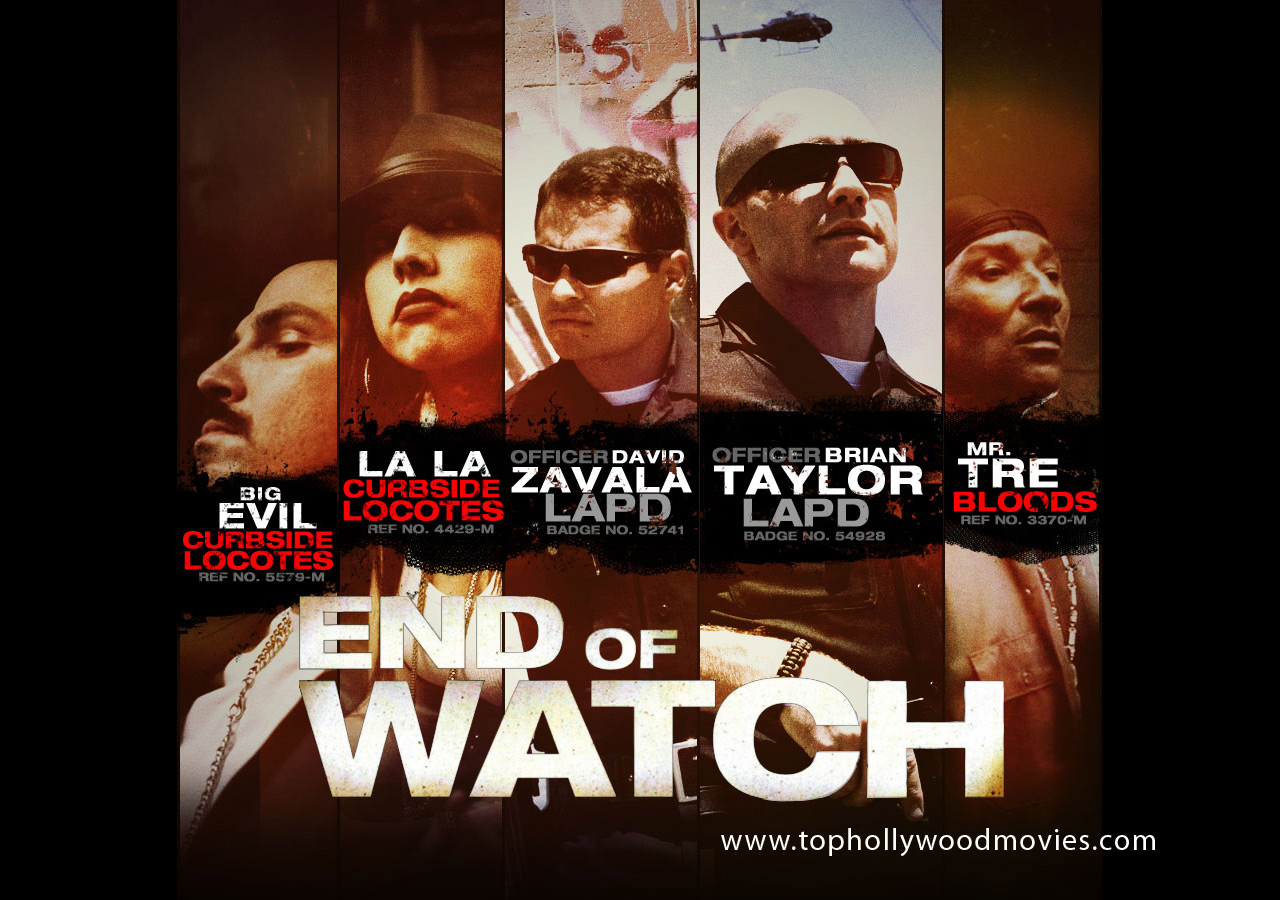 BIG
EVIL
CURBSIDE
LOCOTES
REF NO. 5579-M
LA LA
CURBSIDE
LOCOTES
REF NO. 4429-M
OFFICER DAVID
ZAVALA
LAPD
BADGE NO. 52741
OFFICER BRIAN
TAYLOR
LAPD
BADGE NO. 54928
MR.
TRE
BLOODS
REF NO. 3370-M
END OF
WATCH
www.tophollywoodmovies.com